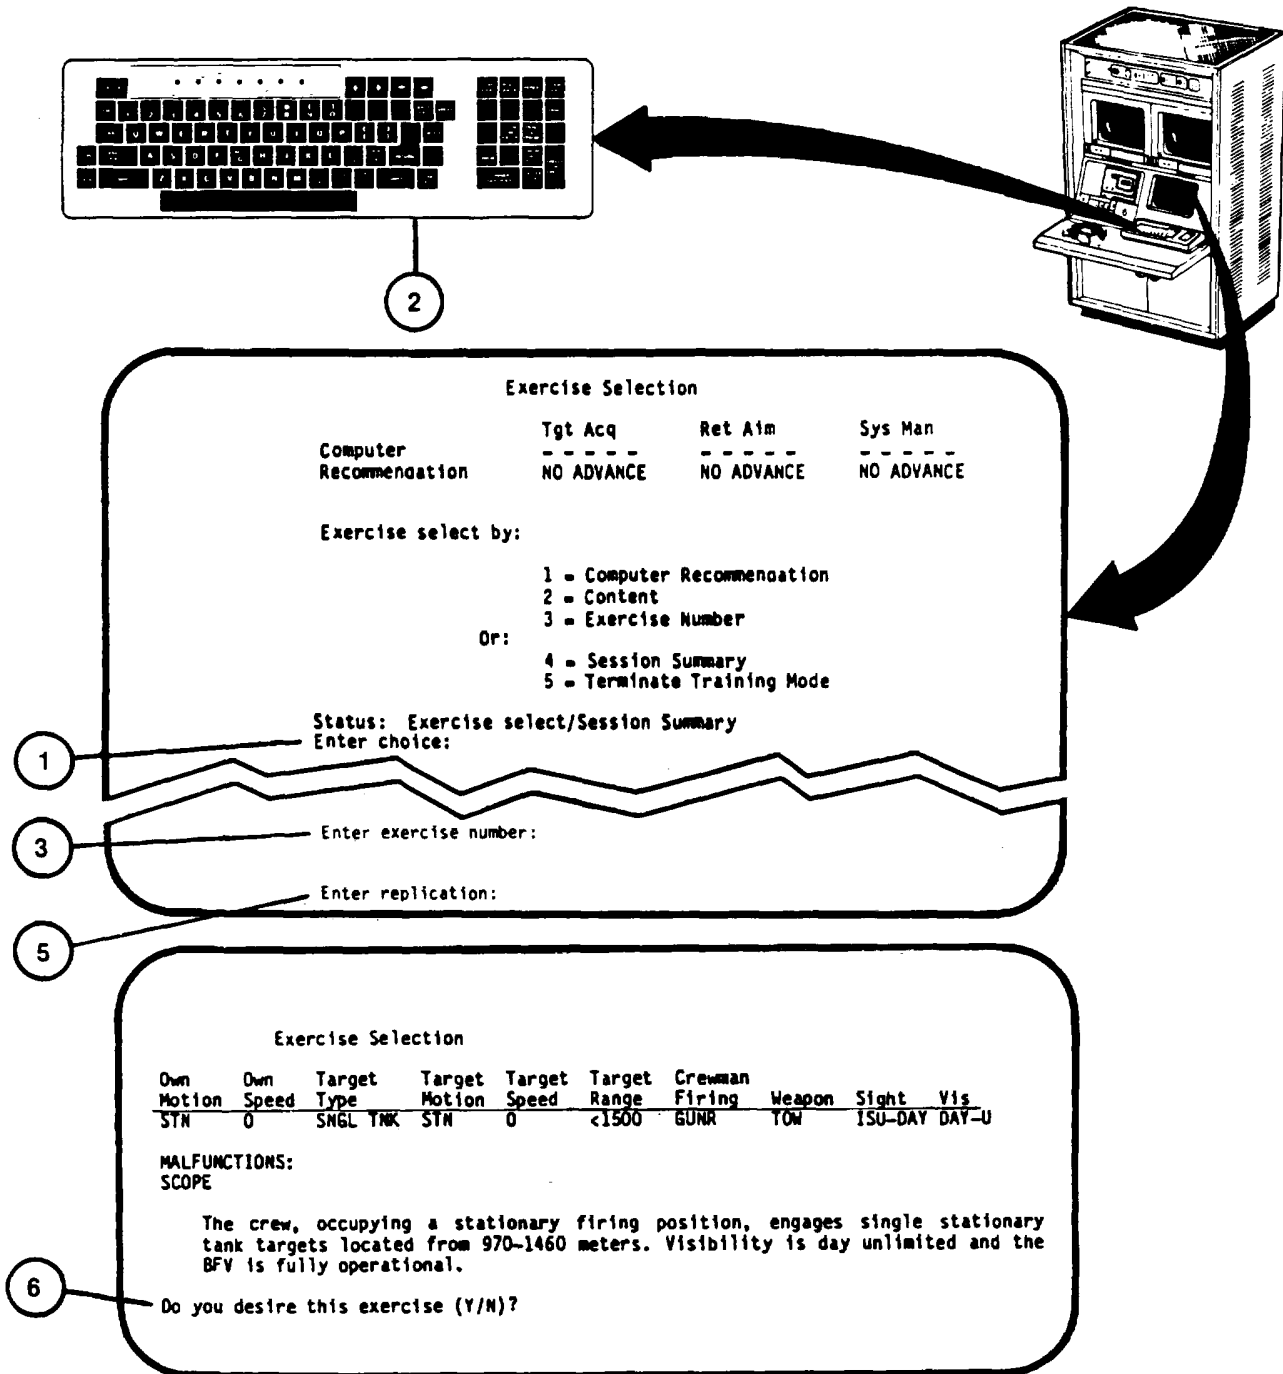 2
Exercise Selection
Tgt Acq Ret Aim Sys Man
Computer - - - - - - - - - - - - - - -
Recommendation NO ADVANCE NO ADVANCE NO ADVANCE
Exercise select by:
1 = Computer Recommendation
2 = Content
3 = Exercise Number
Or:
4 = Session Summary
5 = Terminate Training Mode
Status: Exercise select/Session Summary
1 Enter choice:
3 Enter exercise number:
5 Enter replication:
Exercise Selection
Own Own Target Target Target Target Crewman
Motion Speed Type Motion Speed Range Firing Weapon Sight Vis
STN 0 SNGL TNK STN 0 <1500 GUNR TOW ISU-DAY DAY-U
MALFUNCTIONS:
SCOPE
The crew, occupying a stationary firing position, engages single stationary
tank targets located from 970-1460 meters. Visibility is day unlimited and the
BFV is fully operational.
6 Do you desire this exercise (Y/N)?